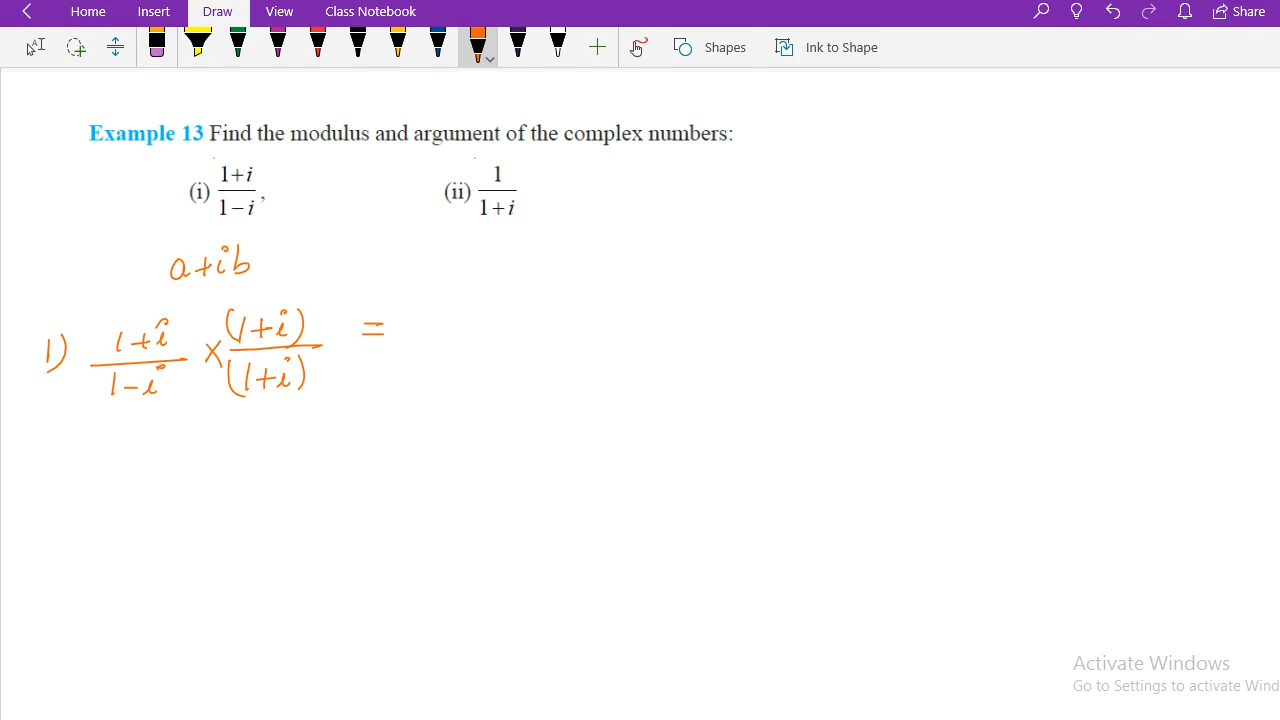 Home Insert Draw View Class Notebook Share
Shapes Ink to Shape
Example 13 Find the modulus and argument of the complex numbers:
(i) (1+i)/(1−i), (ii) 1/(1+i)
a+ib
1) (1+i)/(1−i) × (1+i)/(1+i) =
Activate Windows
Go to Settings to activate Wind